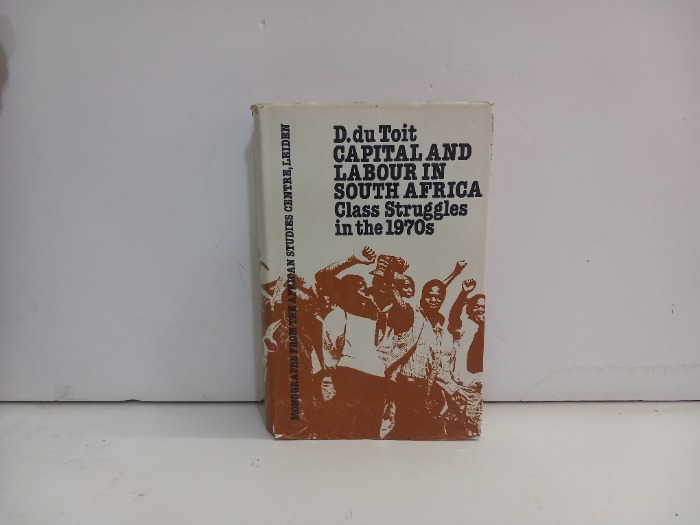 D. du Toit
CAPITAL AND
LABOUR IN
SOUTH AFRICA
Class Struggles
in the 1970s
MONOGRAPHS FROM THE AFRICAN STUDIES CENTRE, LEIDEN